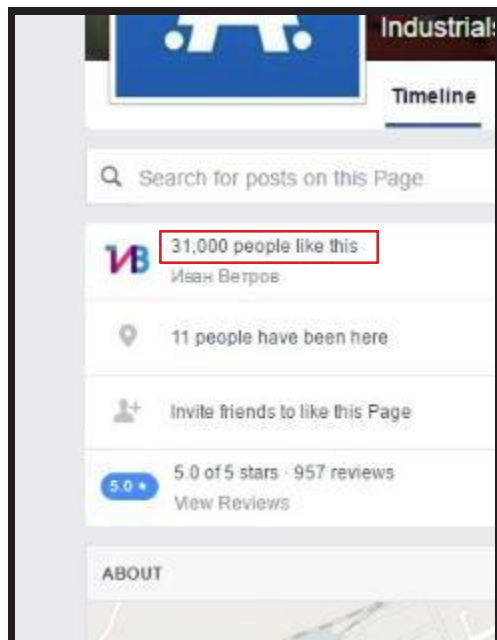 Industrials
Timeline
Search for posts on this Page
31,000 people like this
Иван Ветров
11 people have been here
Invite friends to like this Page
5.0 of 5 stars · 957 reviews
5.0 ★
View Reviews
ABOUT